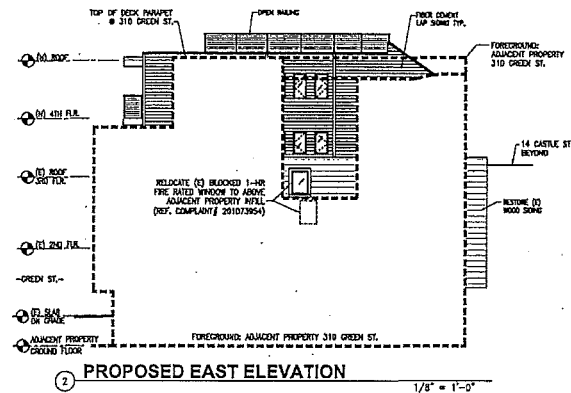 TOP OF DECK PARAPET
@ 310 GREEN ST.
OPEN RAILING
FIBER CEMENT
LAP SIDING TYP.
FOREGROUND:
ADJACENT PROPERTY
310 GREEN ST.
(N) ROOF
(N) 4TH FLR.
14 CASTLE ST
BEYOND
(E) ROOF
3RD FLR.
RELOCATE (E) BLOCKED 1-HR
FIRE RATED WINDOW TO ABOVE
ADJACENT PROPERTY INFILL
(REF. COMPLAINT# 201073954)
RESTORE (E)
WOOD SIDING
(E) 2ND FLR.
-GREEN ST.-
(E) SLAB
ON GRADE
ADJACENT PROPERTY
GROUND FLOOR
FOREGROUND: ADJACENT PROPERTY 310 GREEN ST.
2 PROPOSED EAST ELEVATION
1/8" = 1'-0"